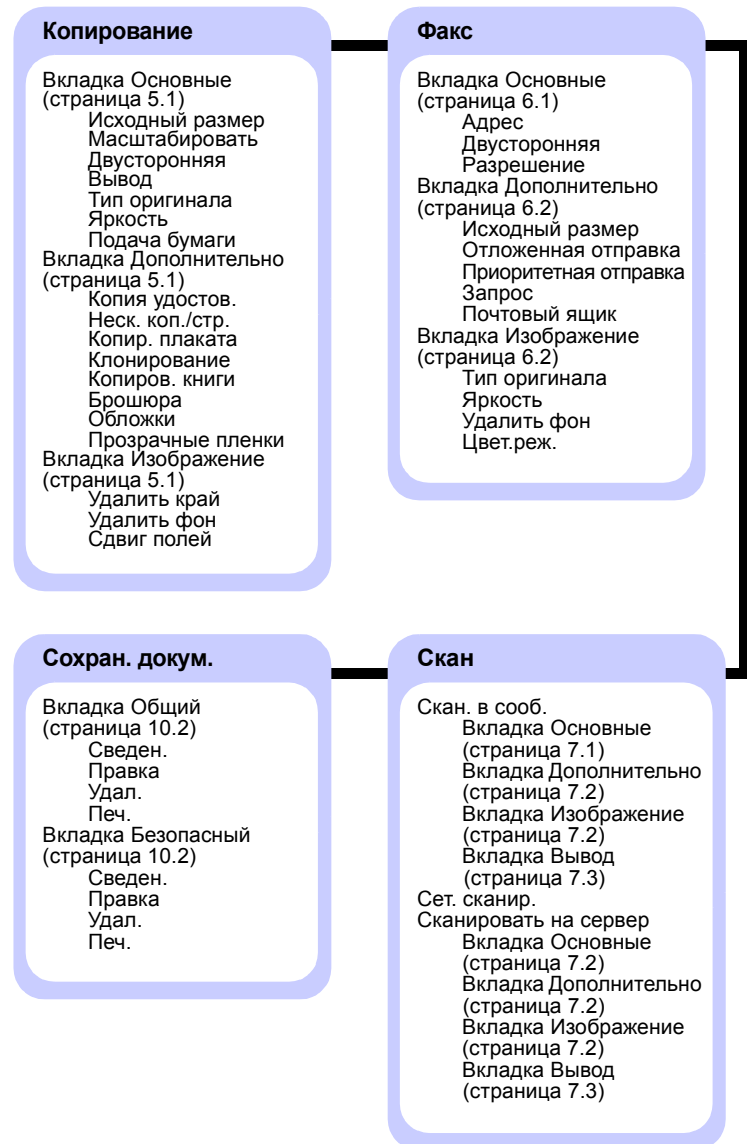 Копирование
Вкладка Основные
(страница 5.1)
Исходный размер
Масштабировать
Двусторонняя
Вывод
Тип оригинала
Яркость
Подача бумаги
Вкладка Дополнительно
(страница 5.1)
Копия удостов.
Неск. коп./стр.
Копир. плаката
Клонирование
Копиров. книги
Брошюра
Обложки
Прозрачные пленки
Вкладка Изображение
(страница 5.1)
Удалить край
Удалить фон
Сдвиг полей
Факс
Вкладка Основные
(страница 6.1)
Адрес
Двусторонняя
Разрешение
Вкладка Дополнительно
(страница 6.2)
Исходный размер
Отложенная отправка
Приоритетная отправка
Запрос
Почтовый ящик
Вкладка Изображение
(страница 6.2)
Тип оригинала
Яркость
Удалить фон
Цвет.реж.
Сохран. докум.
Вкладка Общий
(страница 10.2)
Сведен.
Правка
Удал.
Печ.
Вкладка Безопасный
(страница 10.2)
Сведен.
Правка
Удал.
Печ.
Скан
Скан. в сооб.
Вкладка Основные
(страница 7.1)
Вкладка Дополнительно
(страница 7.2)
Вкладка Изображение
(страница 7.2)
Вкладка Вывод
(страница 7.3)
Сет. сканир.
Сканировать на сервер
Вкладка Основные
(страница 7.2)
Вкладка Дополнительно
(страница 7.2)
Вкладка Изображение
(страница 7.2)
Вкладка Вывод
(страница 7.3)